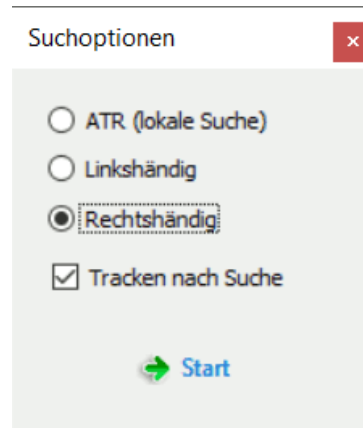 Suchoptionen
ATR (lokale Suche)
Linkshändig
Rechtshändig
Tracken nach Suche
Start